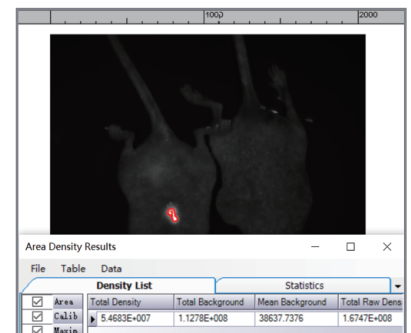 1000 2000
Area Density Results
File Table Data
Density List Statistics
Area Total Density Total Background Mean Background Total Raw Dens
Calib 5.4683E+007 1.1278E+008 38637.7376 1.6747E+008